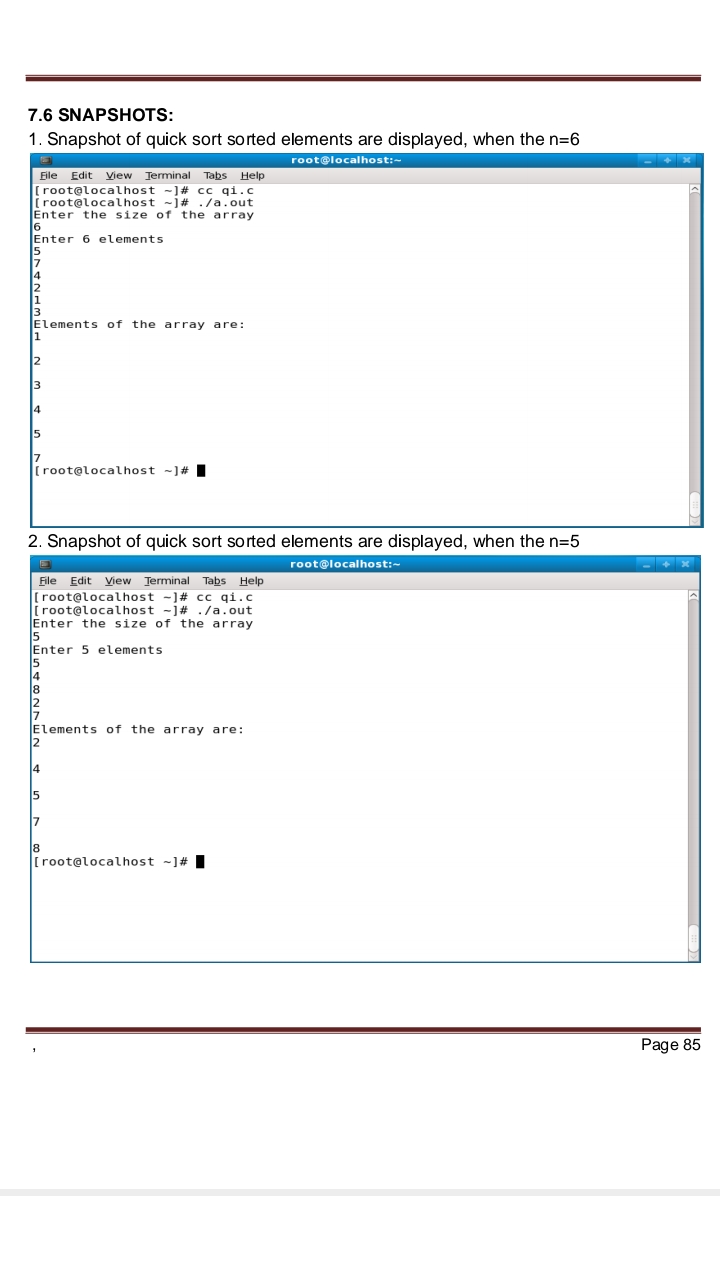 7.6 SNAPSHOTS:
1. Snapshot of quick sort sorted elements are displayed, when the n=6
root@localhost:~
File Edit View Terminal Tabs Help
[root@localhost ~]# cc qi.c
[root@localhost ~]# ./a.out
Enter the size of the array
6
Enter 6 elements
5
7
4
2
1
3
Elements of the array are:
1
2
3
4
5
7
[root@localhost ~]#
2. Snapshot of quick sort sorted elements are displayed, when the n=5
root@localhost:~
File Edit View Terminal Tabs Help
[root@localhost ~]# cc qi.c
[root@localhost ~]# ./a.out
Enter the size of the array
5
Enter 5 elements
5
4
8
2
7
Elements of the array are:
2
4
5
7
8
[root@localhost ~]#
, Page 85